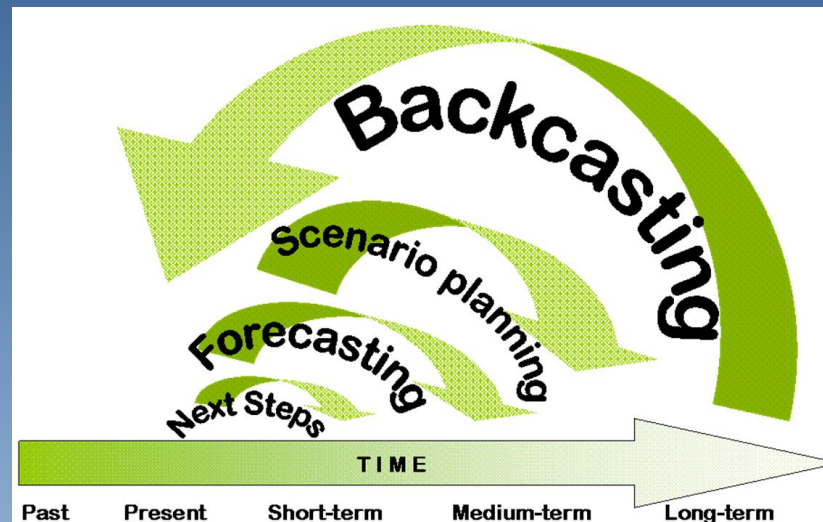 Backcasting
Scenario planning
Forecasting
Next Steps
TIME
Past Present Short-term Medium-term Long-term